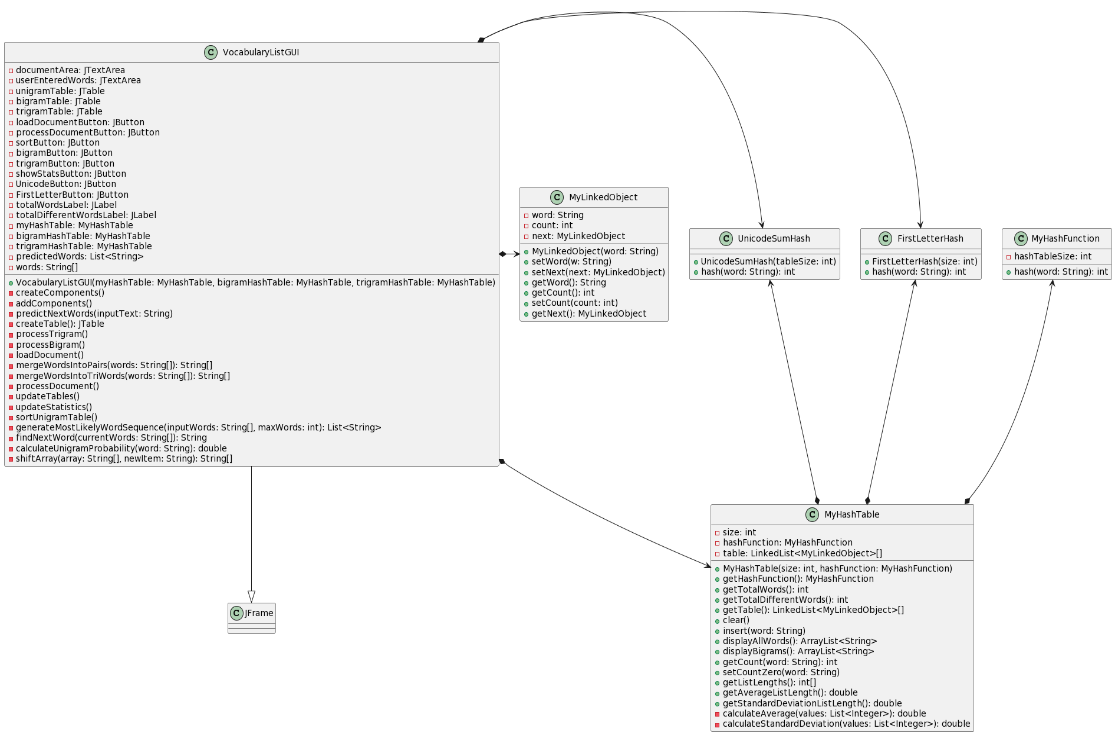 C VocabularyListGUI
documentArea: JTextArea
userEnteredWords: JTextArea
unigramTable: JTable
bigramTable: JTable
trigramTable: JTable
loadDocumentButton: JButton
processDocumentButton: JButton
sortButton: JButton
bigramButton: JButton
trigramButton: JButton
showStatsButton: JButton
UnicodeButton: JButton
FirstLetterButton: JButton
totalWordsLabel: JLabel
totalDifferentWordsLabel: JLabel
myHashTable: MyHashTable
bigramHashTable: MyHashTable
trigramHashTable: MyHashTable
predictedWords: List<String>
words: String[]
VocabularyListGUI(myHashTable: MyHashTable, bigramHashTable: MyHashTable, trigramHashTable: MyHashTable)
createComponents()
addComponents()
predictNextWords(inputText: String)
createTable(): JTable
processTrigram()
processBigram()
loadDocument()
mergeWordsIntoPairs(words: String[]): String[]
mergeWordsIntoTriWords(words: String[]): String[]
processDocument()
updateTables()
updateStatistics()
sortUnigramTable()
generateMostLikelyWordSequence(inputWords: String[], maxWords: int): List<String>
findNextWord(currentWords: String[]): String
calculateUnigramProbability(word: String): double
shiftArray(array: String[], newItem: String): String[]
C MyLinkedObject
word: String
count: int
next: MyLinkedObject
MyLinkedObject(word: String)
setWord(w: String)
setNext(next: MyLinkedObject)
getWord(): String
getCount(): int
setCount(count: int)
getNext(): MyLinkedObject
C UnicodeSumHash
UnicodeSumHash(tableSize: int)
hash(word: String): int
C FirstLetterHash
FirstLetterHash(size: int)
hash(word: String): int
C MyHashFunction
hashTableSize: int
hash(word: String): int
C JFrame
C MyHashTable
size: int
hashFunction: MyHashFunction
table: LinkedList<MyLinkedObject>[]
MyHashTable(size: int, hashFunction: MyHashFunction)
getHashFunction(): MyHashFunction
getTotalWords(): int
getTotalDifferentWords(): int
getTable(): LinkedList<MyLinkedObject>[]
clear()
insert(word: String)
displayAllWords(): ArrayList<String>
displayBigrams(): ArrayList<String>
getCount(word: String): int
setCountZero(word: String)
getListLengths(): int[]
getAverageListLength(): double
getStandardDeviationListLength(): double
calculateAverage(values: List<Integer>): double
calculateStandardDeviation(values: List<Integer>): double